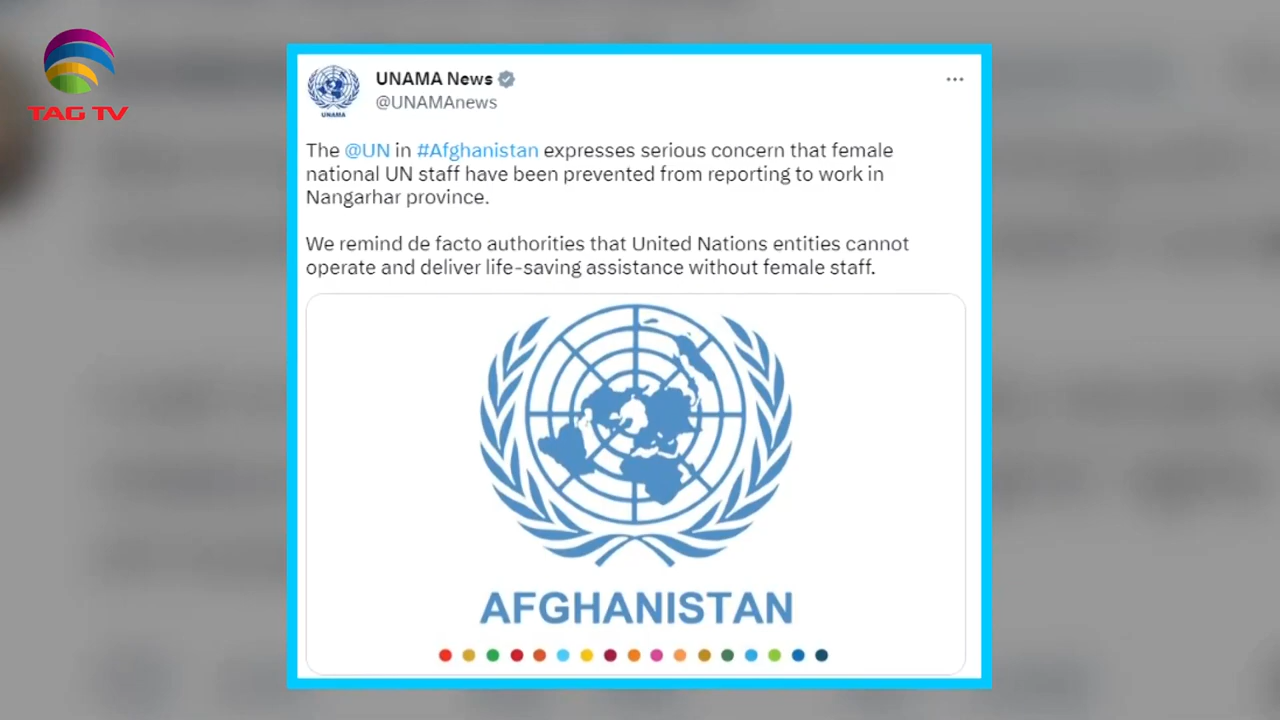 TAG TV
UNAMA News
@UNAMAnews
UNAMA
The @UN in #Afghanistan expresses serious concern that female
national UN staff have been prevented from reporting to work in
Nangarhar province.
We remind de facto authorities that United Nations entities cannot
operate and deliver life-saving assistance without female staff.
AFGHANISTAN